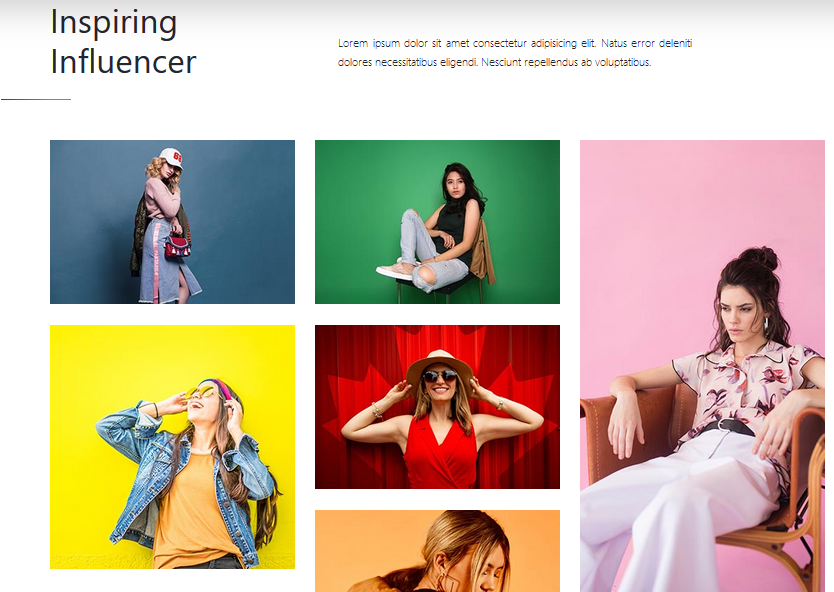 Inspiring
Influencer
Lorem ipsum dolor sit amet consectetur adipisicing elit. Natus error deleniti
dolores necessitatibus eligendi. Nesciunt repellendus ab voluptatibus.